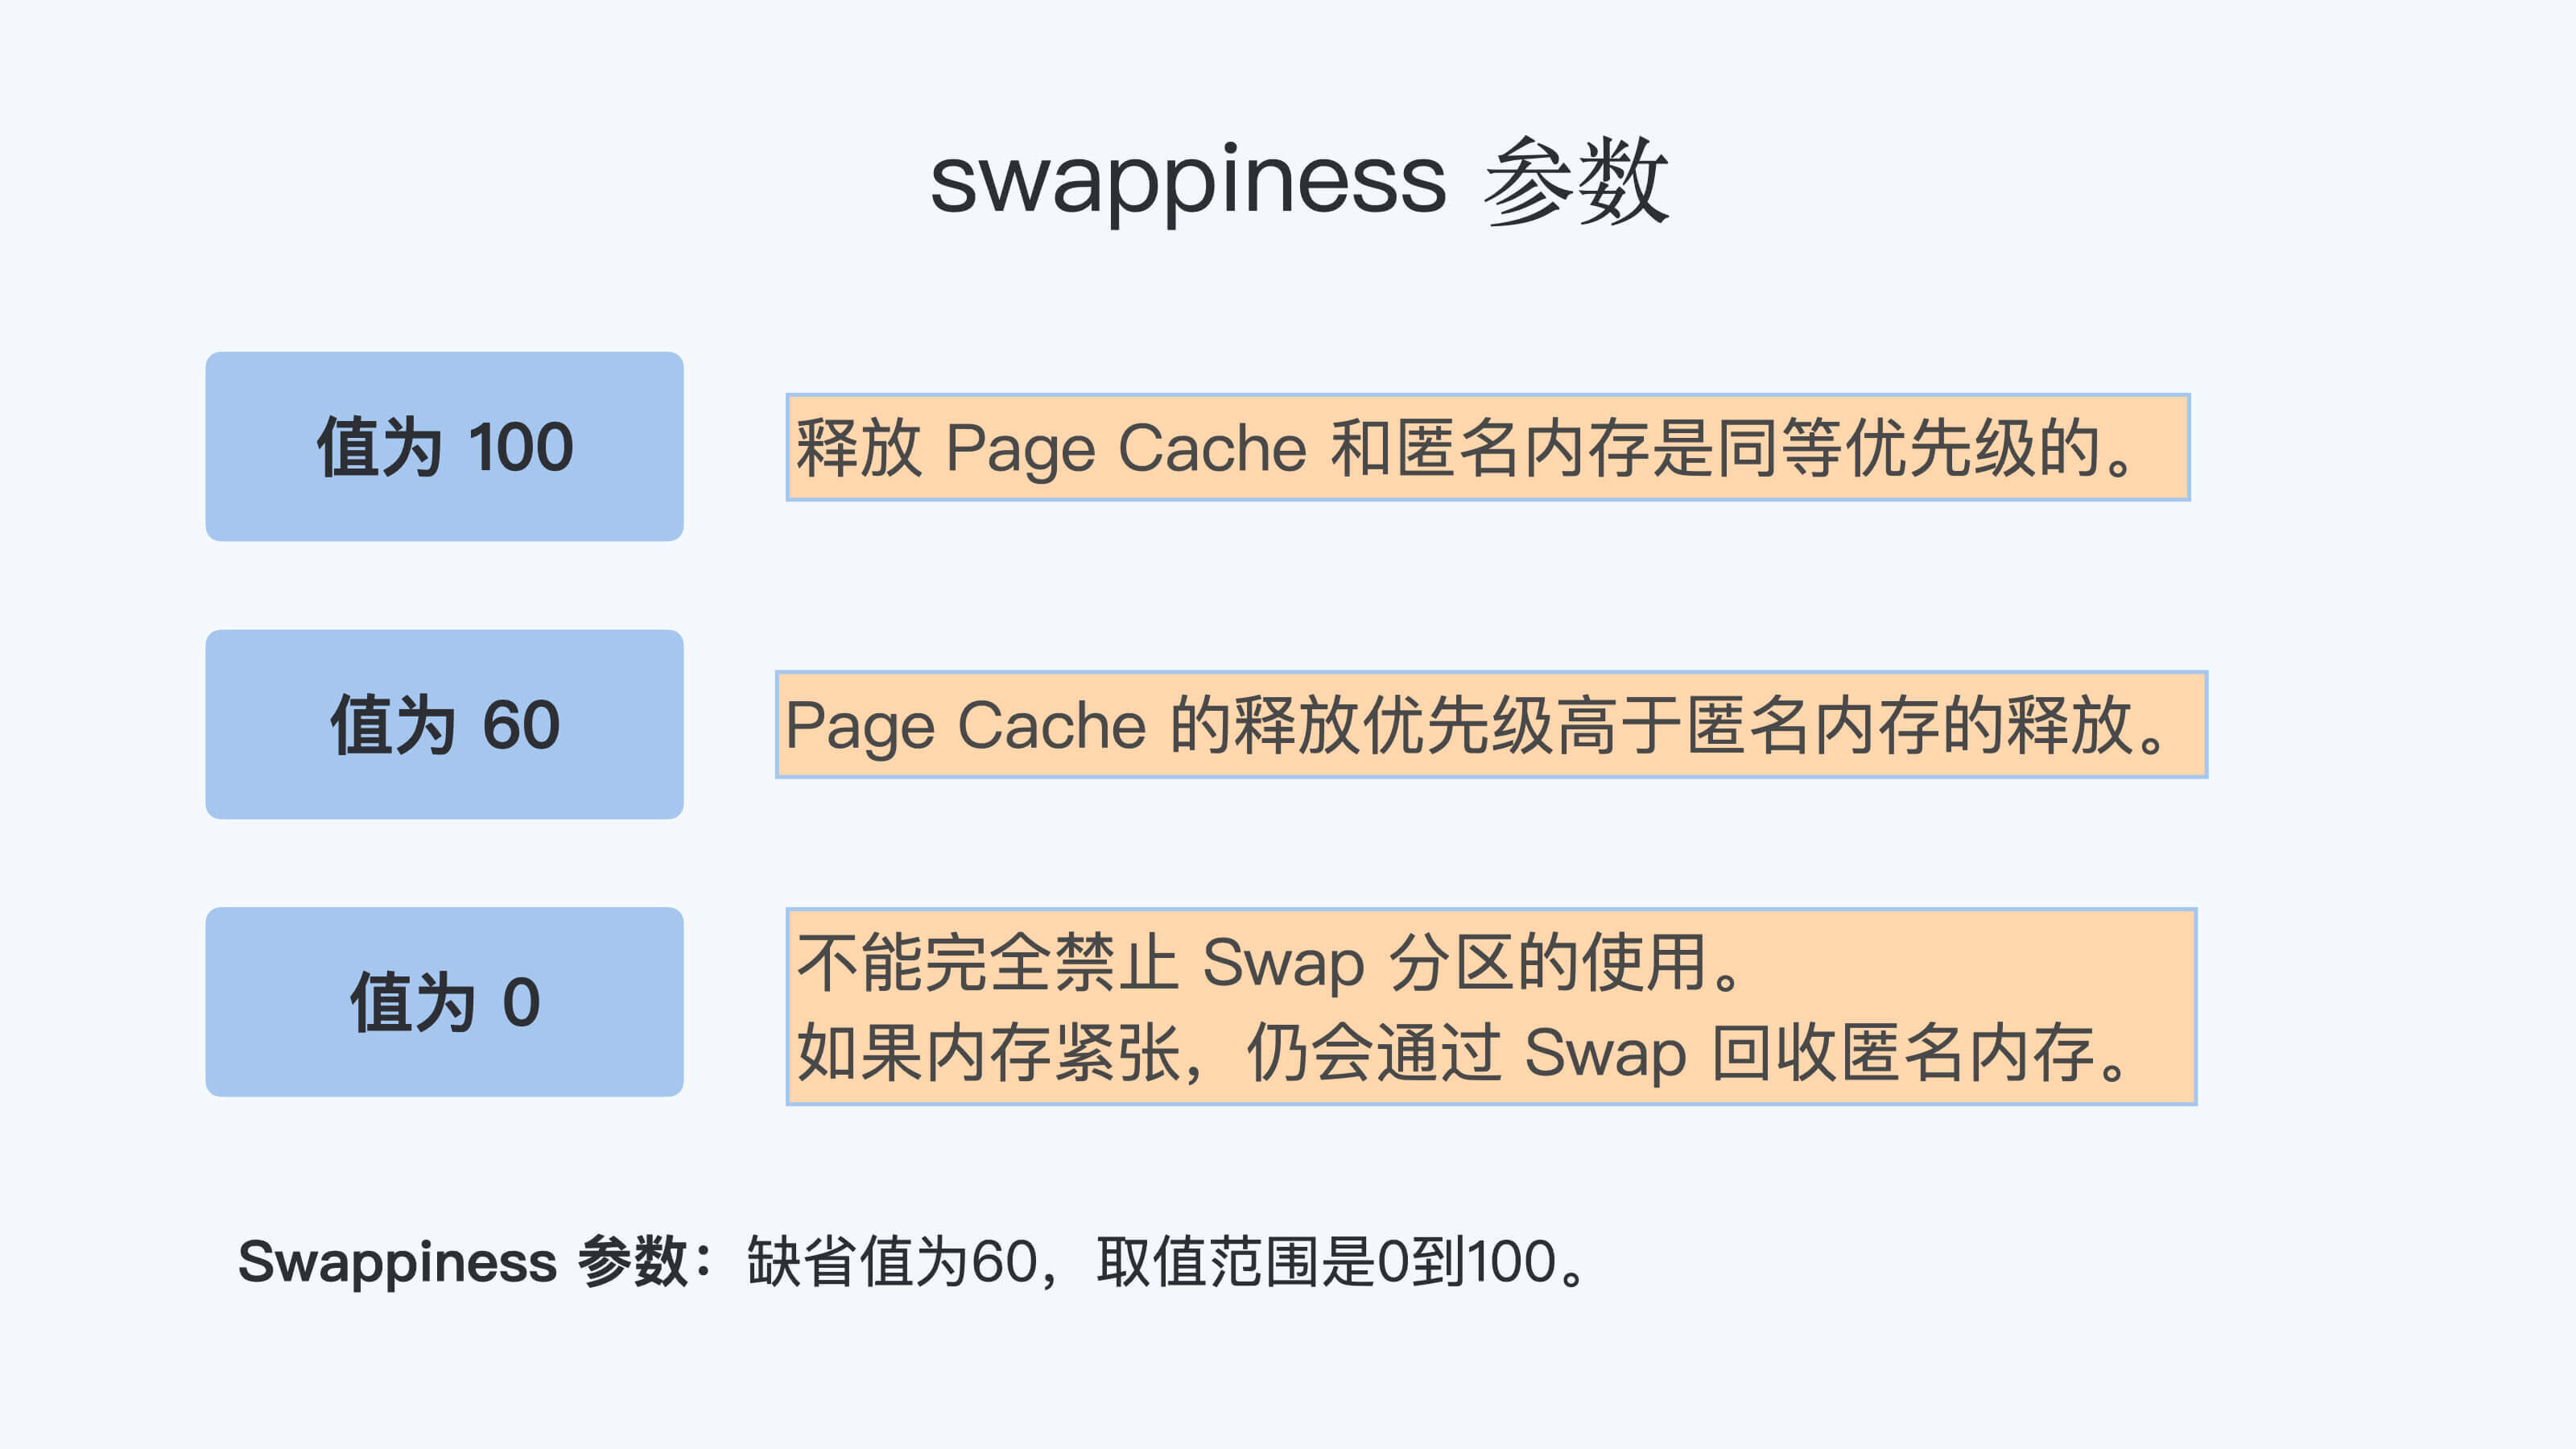 swappiness 参数
值为 100
释放 Page Cache 和匿名内存是同等优先级的。
值为 60
Page Cache 的释放优先级高于匿名内存的释放。
值为 0
不能完全禁止 Swap 分区的使用。
如果内存紧张，仍会通过 Swap 回收匿名内存。
Swappiness 参数：缺省值为60，取值范围是0到100。